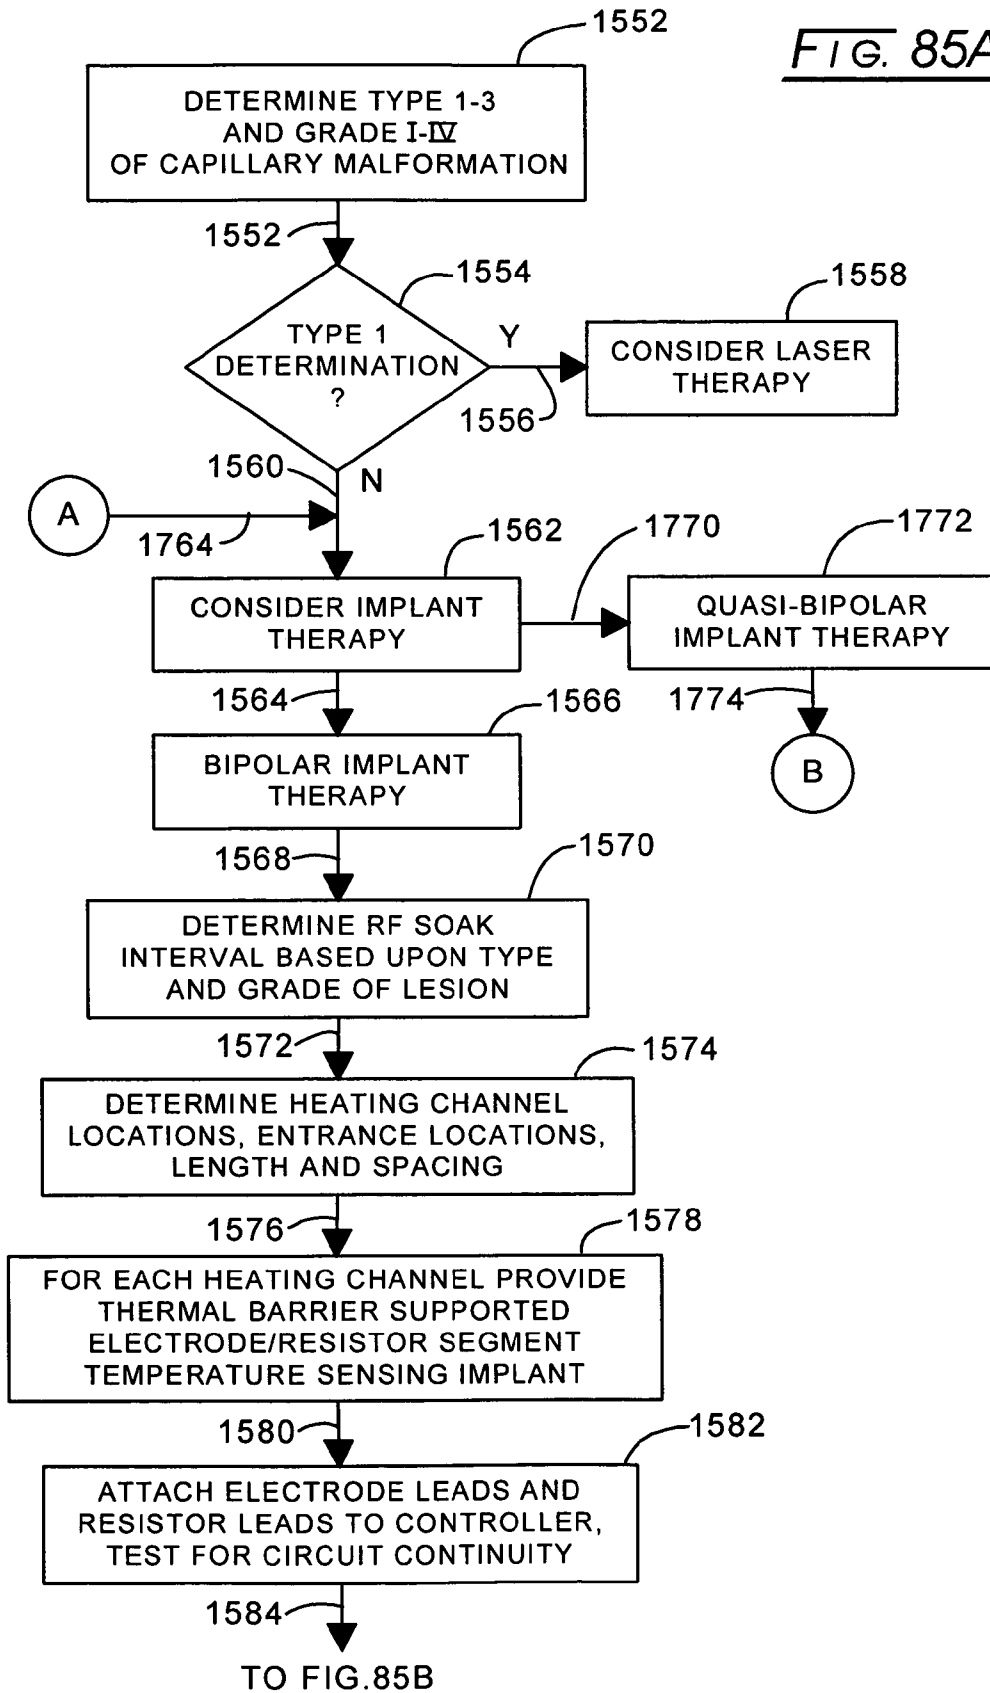 1552
FIG. 85A
DETERMINE TYPE 1-3
AND GRADE I-IV
OF CAPILLARY MALFORMATION
1552
1554
TYPE 1
DETERMINATION
?
Y
1556
1558
CONSIDER LASER
THERAPY
1560
N
A
1764
1562
CONSIDER IMPLANT
THERAPY
1770
1772
QUASI-BIPOLAR
IMPLANT THERAPY
1774
B
1564
1566
BIPOLAR IMPLANT
THERAPY
1568
1570
DETERMINE RF SOAK
INTERVAL BASED UPON TYPE
AND GRADE OF LESION
1572
1574
DETERMINE HEATING CHANNEL
LOCATIONS, ENTRANCE LOCATIONS,
LENGTH AND SPACING
1576
1578
FOR EACH HEATING CHANNEL PROVIDE
THERMAL BARRIER SUPPORTED
ELECTRODE/RESISTOR SEGMENT
TEMPERATURE SENSING IMPLANT
1580
1582
ATTACH ELECTRODE LEADS AND
RESISTOR LEADS TO CONTROLLER,
TEST FOR CIRCUIT CONTINUITY
1584
TO FIG.85B